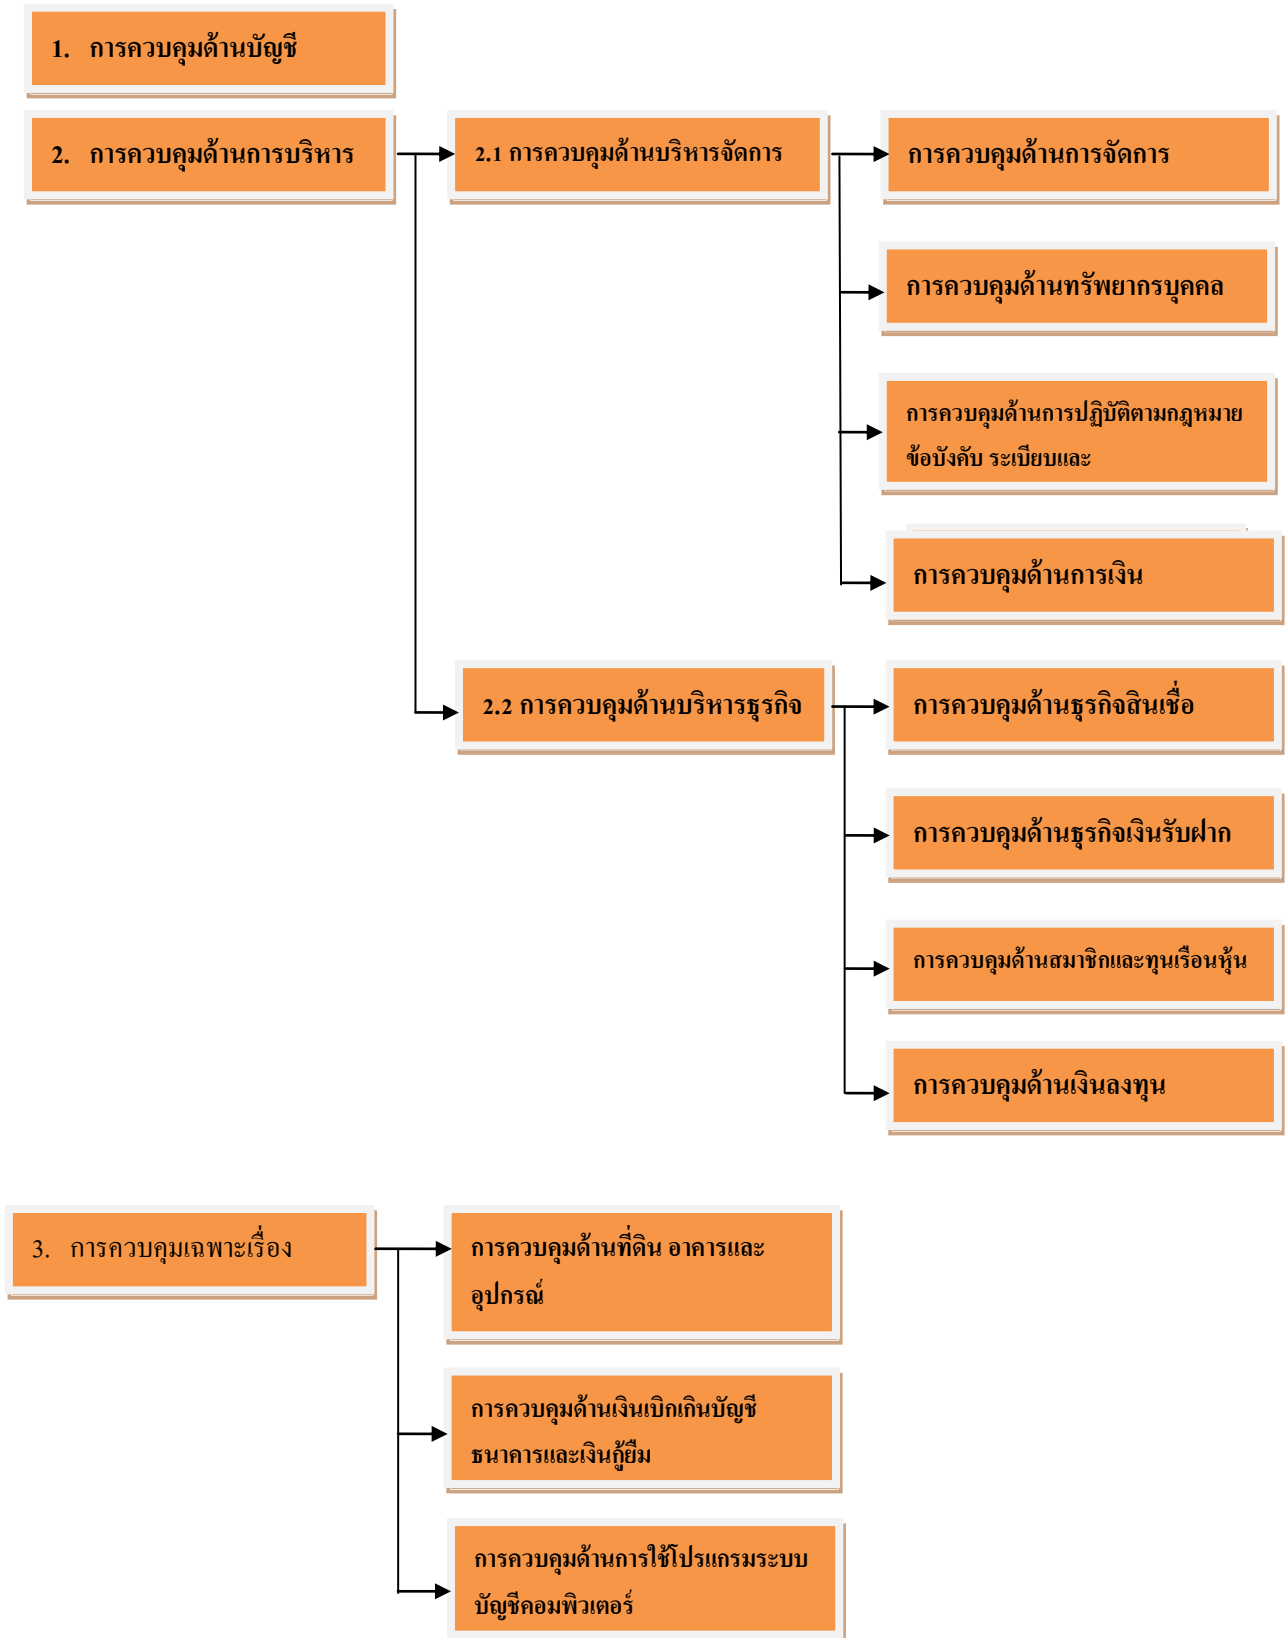 1. การควบคุมด้านบัญชี
2. การควบคุมด้านการบริหาร
2.1 การควบคุมด้านบริหารจัดการ
การควบคุมด้านการจัดการ
การควบคุมด้านทรัพยากรบุคคล
การควบคุมด้านการปฏิบัติตามกฎหมาย
ข้อบังคับ ระเบียบและ
การควบคุมด้านการเงิน
2.2 การควบคุมด้านบริหารธุรกิจ
การควบคุมด้านธุรกิจสินเชื่อ
การควบคุมด้านธุรกิจเงินรับฝาก
การควบคุมด้านสมาชิกและทุนเรือนหุ้น
การควบคุมด้านเงินลงทุน
3. การควบคุมเฉพาะเรื่อง
การควบคุมด้านที่ดิน อาคารและ
อุปกรณ์
การควบคุมด้านเงินเบิกเกินบัญชี
ธนาคารและเงินกู้ยืม
การควบคุมด้านการใช้โปรแกรมระบบ
บัญชีคอมพิวเตอร์